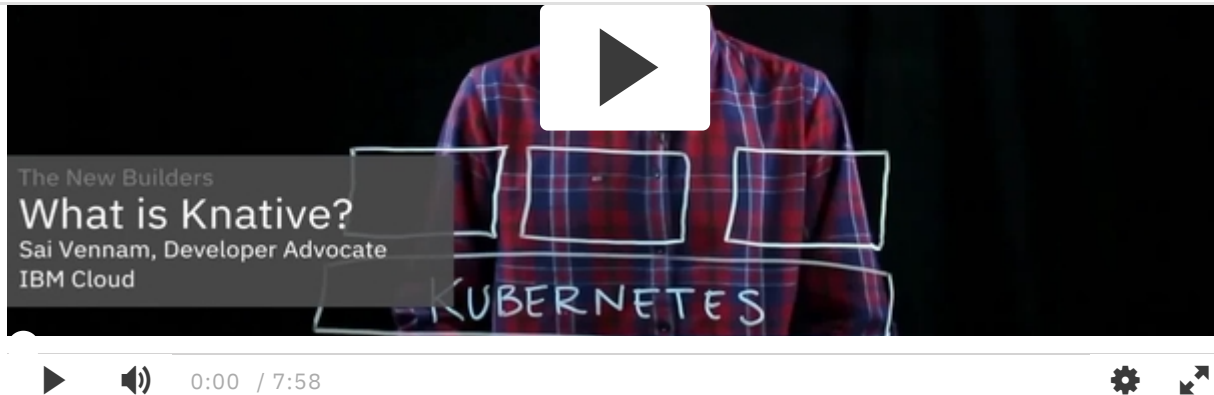 The New Builders
What is Knative?
Sai Vennam, Developer Advocate
IBM Cloud
KUBERNETES
0:00 / 7:58